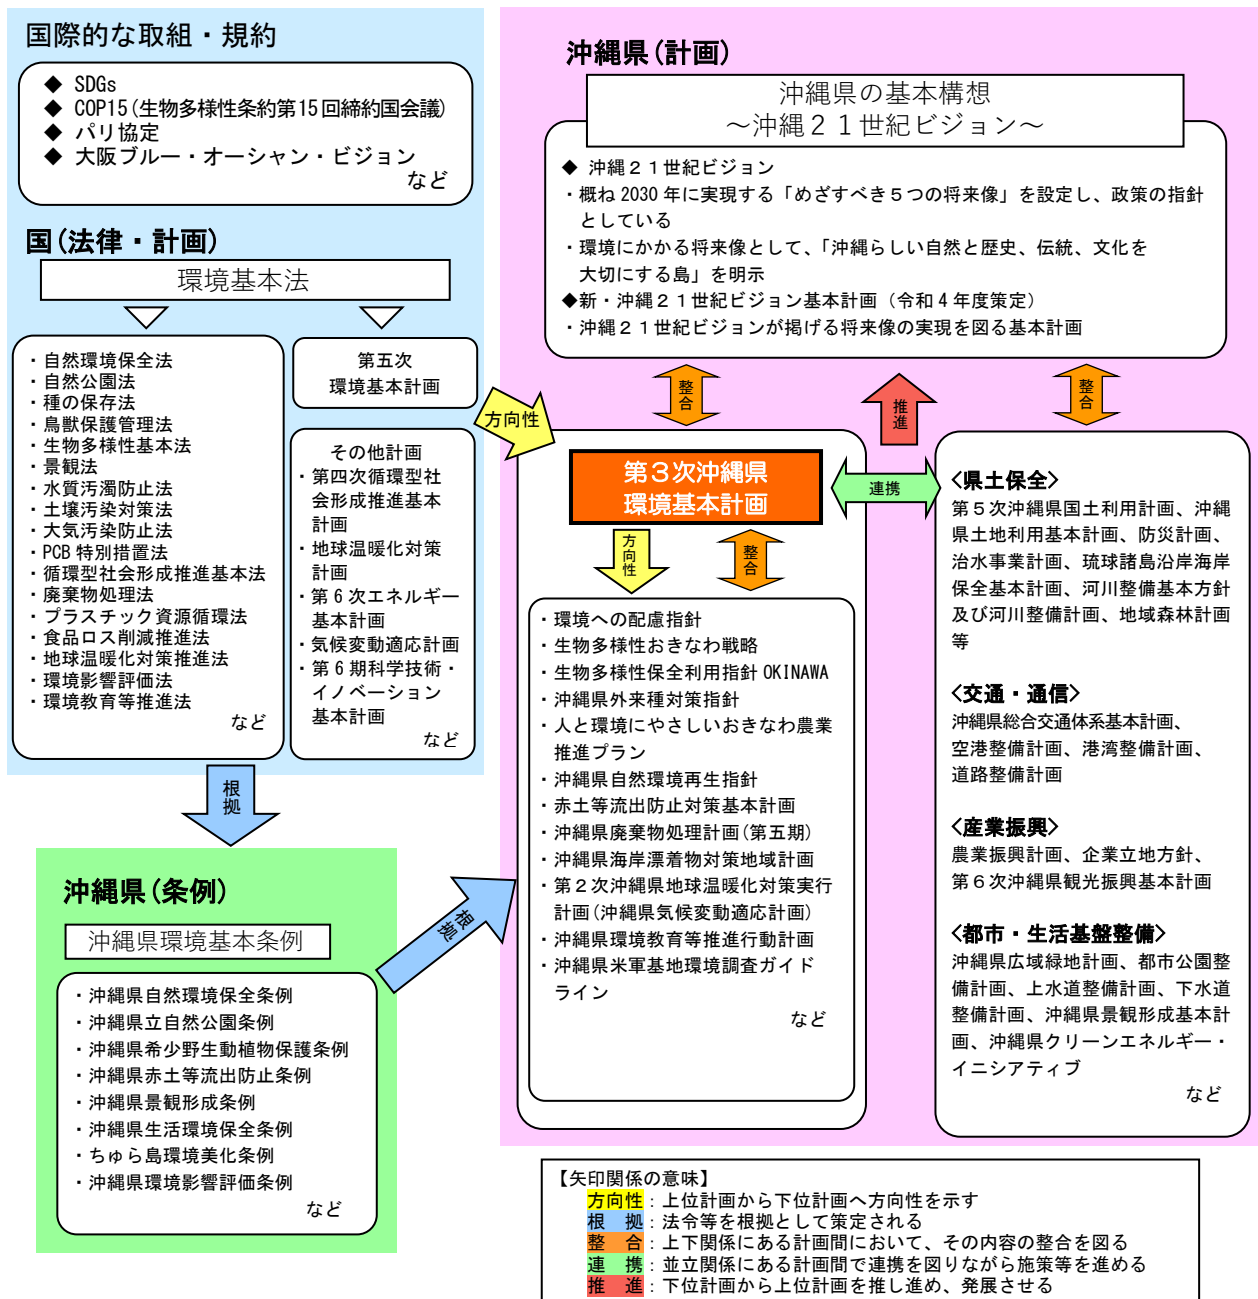 国際的な取組・規約
◆ SDGs
◆ COP15(生物多様性条約第15回締約国会議)
◆ パリ協定
◆ 大阪ブルー・オーシャン・ビジョン
など
国(法律・計画)
環境基本法
・自然環境保全法
・自然公園法
・種の保存法
・鳥獣保護管理法
・生物多様性基本法
・景観法
・水質汚濁防止法
・土壌汚染対策法
・大気汚染防止法
・PCB特別措置法
・循環型社会形成推進基本法
・廃棄物処理法
・プラスチック資源循環法
・食品ロス削減推進法
・地球温暖化対策推進法
・環境影響評価法
・環境教育等推進法
など
第五次
環境基本計画
その他計画
・第四次循環型社
会形成推進基本
計画
・地球温暖化対策
計画
・第6次エネルギー
基本計画
・気候変動適応計画
・第6期科学技術・
イノベーション
基本計画
など
方向性
根拠
沖縄県(条例)
沖縄県環境基本条例
・沖縄県自然環境保全条例
・沖縄県立自然公園条例
・沖縄県希少野生動植物保護条例
・沖縄県赤土等流出防止条例
・沖縄県景観形成条例
・沖縄県生活環境保全条例
・ちゅら島環境美化条例
・沖縄県環境影響評価条例
など
根拠
沖縄県(計画)
沖縄県の基本構想
～沖縄21世紀ビジョン～
◆ 沖縄21世紀ビジョン
・概ね2030年に実現する「めざすべき5つの将来像」を設定し、政策の指針
としている
・環境にかかる将来像として、「沖縄らしい自然と歴史、伝統、文化を
大切にする島」を明示
◆新・沖縄21世紀ビジョン基本計画（令和4年度策定）
・沖縄21世紀ビジョンが掲げる将来像の実現を図る基本計画
整合
推進
整合
第3次沖縄県
環境基本計画
連携
方向性
整合
・環境への配慮指針
・生物多様性おきなわ戦略
・生物多様性保全利用指針OKINAWA
・沖縄県外来種対策指針
・人と環境にやさしいおきなわ農業
推進プラン
・沖縄県自然環境再生指針
・赤土等流出防止対策基本計画
・沖縄県廃棄物処理計画(第五期)
・沖縄県海岸漂着物対策地域計画
・第2次沖縄県地球温暖化対策実行
計画(沖縄県気候変動適応計画)
・沖縄県環境教育等推進行動計画
・沖縄県米軍基地環境調査ガイド
ライン
など
<県土保全>
第5次沖縄県国土利用計画、沖縄
県土地利用基本計画、防災計画、
治水事業計画、琉球諸島沿岸海岸
保全基本計画、河川整備基本方針
及び河川整備計画、地域森林計画
等
<交通・通信>
沖縄県総合交通体系基本計画、
空港整備計画、港湾整備計画、
道路整備計画
<産業振興>
農業振興計画、企業立地方針、
第6次沖縄県観光振興基本計画
<都市・生活基盤整備>
沖縄県広域緑地計画、都市公園整
備計画、上水道整備計画、下水道
整備計画、沖縄県景観形成基本計
画、沖縄県クリーンエネルギー・
イニシアティブ
など
【矢印関係の意味】
方向性：上位計画から下位計画へ方向性を示す
根　拠：法令等を根拠として策定される
整　合：上下関係にある計画間において、その内容の整合を図る
連　携：並立関係にある計画間で連携を図りながら施策等を進める
推　進：下位計画から上位計画を推し進め、発展させる